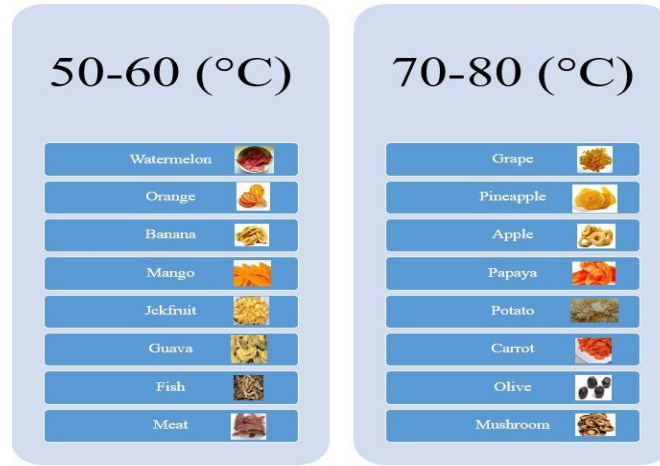 50-60 (°C)
Watermelon
Orange
Banana
Mango
Jckfruit
Guava
Fish
Meat
70-80 (°C)
Grape
Pineapple
Apple
Papaya
Potato
Carrot
Olive
Mushroom